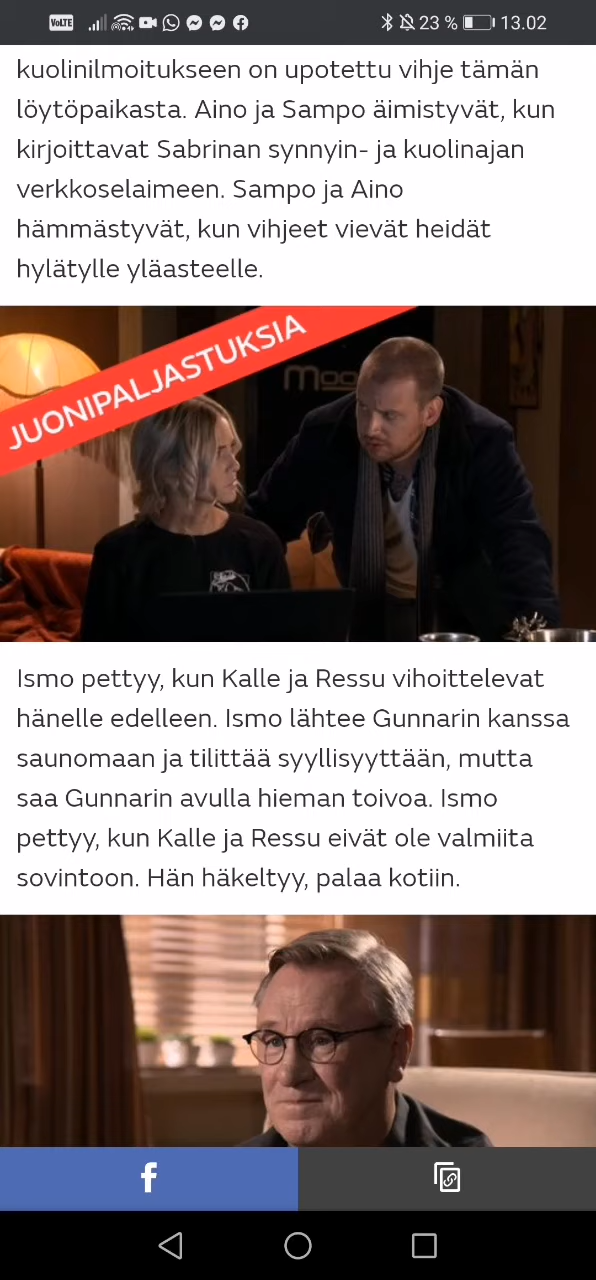 VoLTE 23 % 13.02
kuolinilmoitukseen on upotettu vihje tämän
löytöpaikasta. Aino ja Sampo äimistyvät, kun
kirjoittavat Sabrinan synnyin- ja kuolinajan
verkkoselaimeen. Sampo ja Aino
hämmästyvät, kun vihjeet vievät heidät
hylätylle yläasteelle.
JUONIPALJASTUKSIA
Moo
Ismo pettyy, kun Kalle ja Ressu vihoittelevat
hänelle edelleen. Ismo lähtee Gunnarin kanssa
saunomaan ja tilittää syyllisyyttään, mutta
saa Gunnarin avulla hieman toivoa. Ismo
pettyy, kun Kalle ja Ressu eivät ole valmiita
sovintoon. Hän häkeltyy, palaa kotiin.